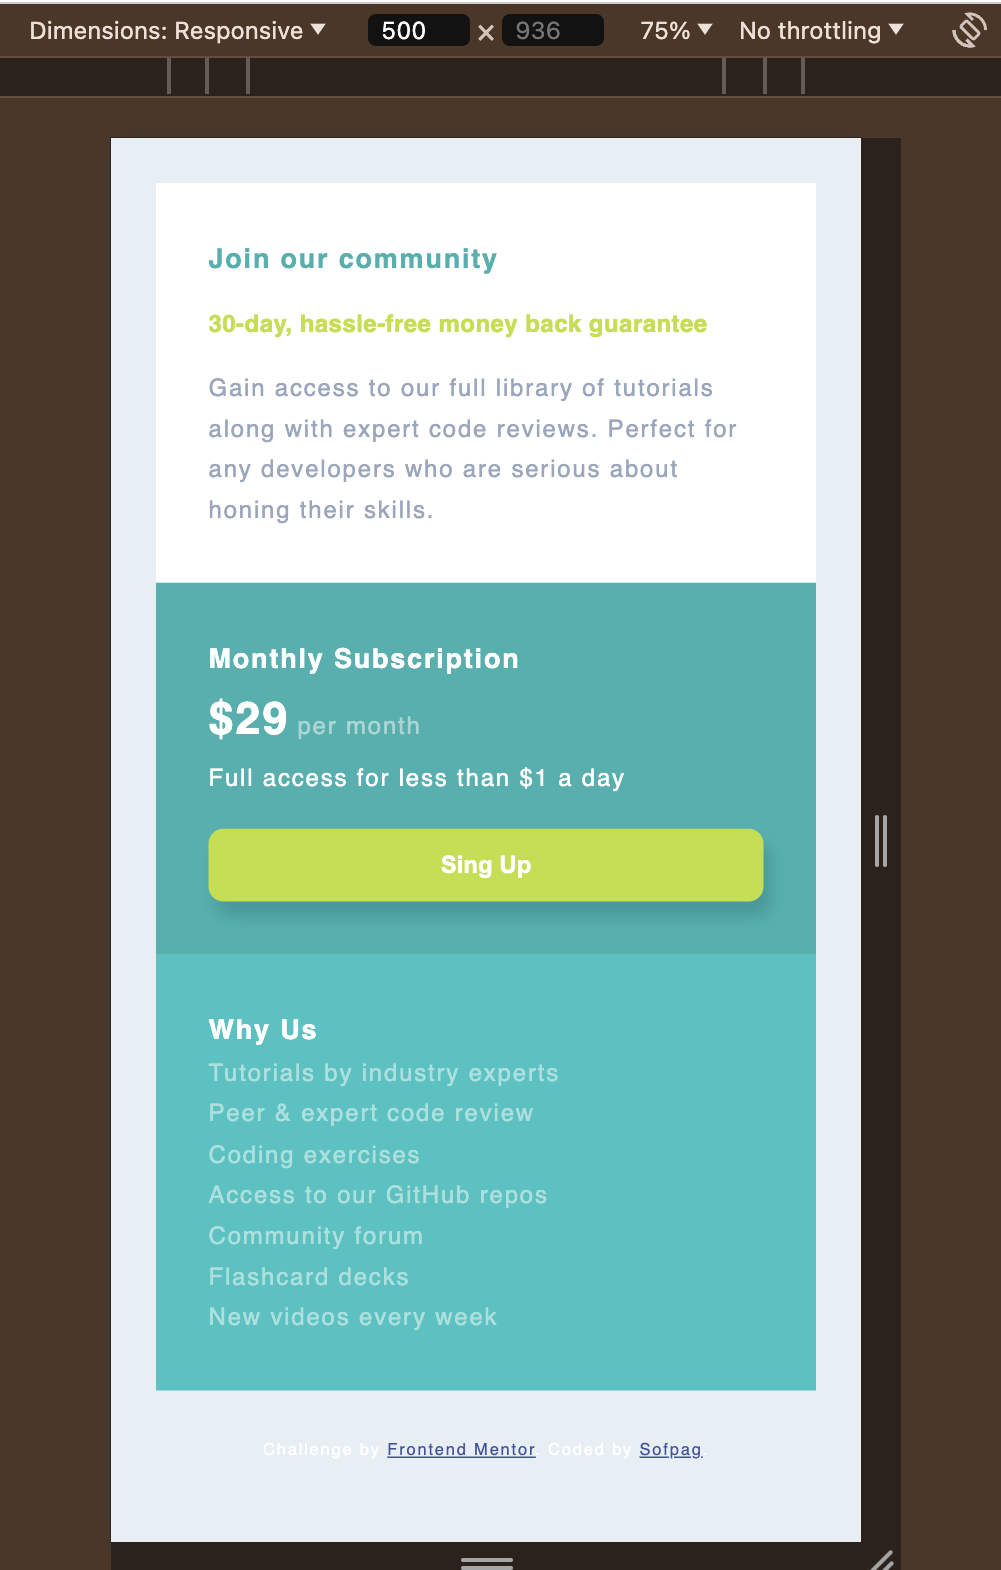 Dimensions: Responsive ▼ 500 × 936 75% ▼ No throttling ▼
Join our community
30-day, hassle-free money back guarantee
Gain access to our full library of tutorials
along with expert code reviews. Perfect for
any developers who are serious about
honing their skills.
Monthly Subscription
$29 per month
Full access for less than $1 a day
Sing Up
Why Us
Tutorials by industry experts
Peer & expert code review
Coding exercises
Access to our GitHub repos
Community forum
Flashcard decks
New videos every week
Challenge by Frontend Mentor. Coded by Sofpag.